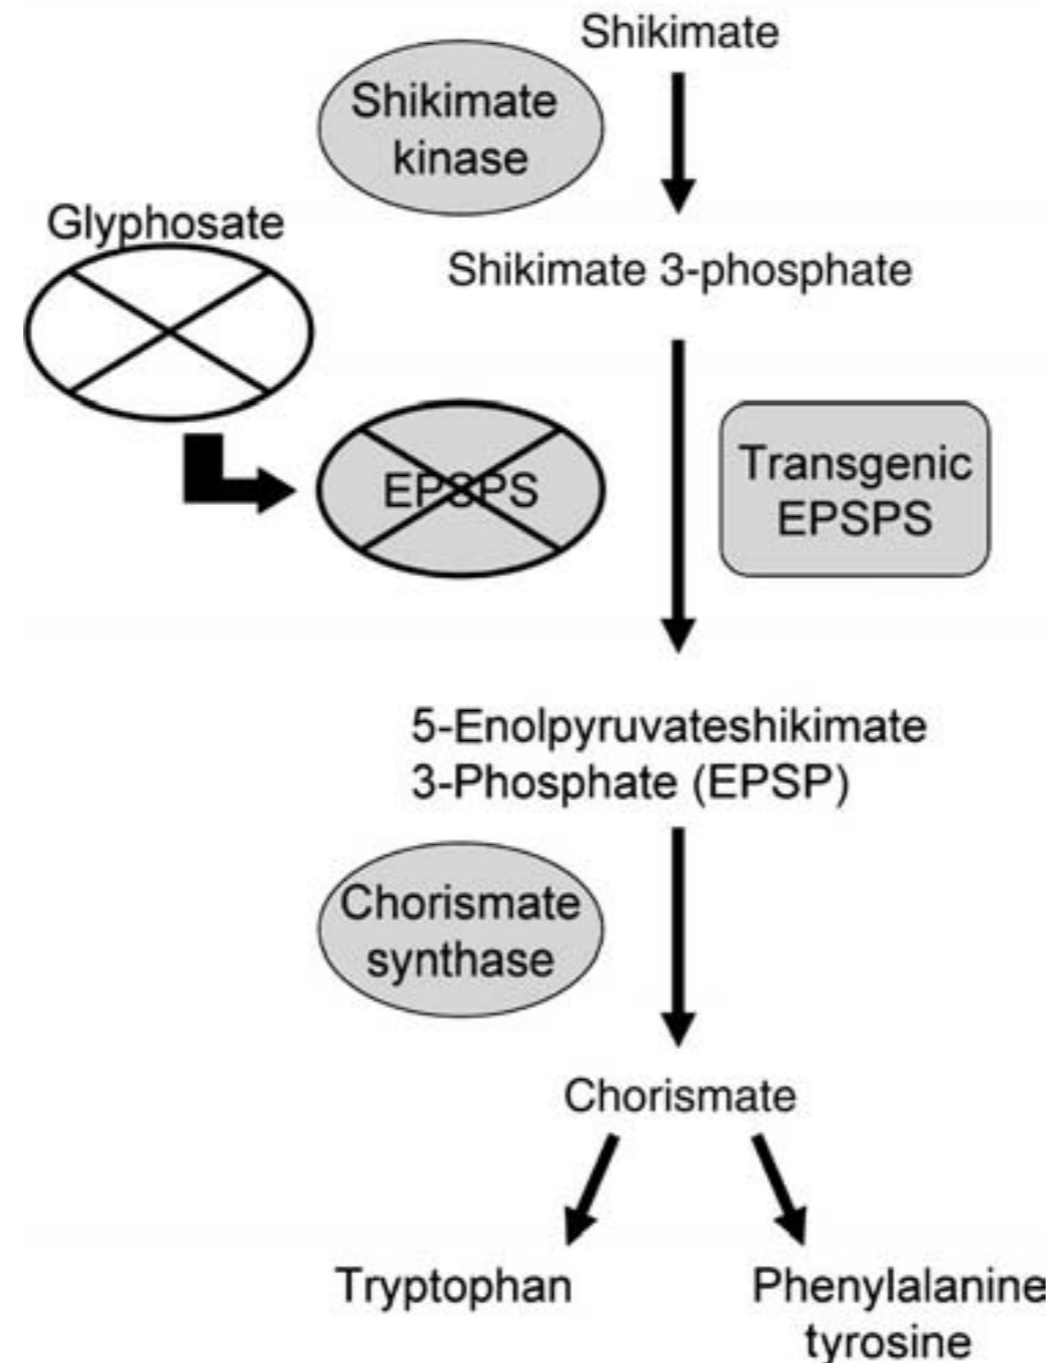 Shikimate
Shikimate
kinase
Glyphosate
Shikimate 3-phosphate
EPSPS
Transgenic
EPSPS
5-Enolpyruvateshikimate
3-Phosphate (EPSP)
Chorismate
synthase
Chorismate
Tryptophan
Phenylalanine
tyrosine